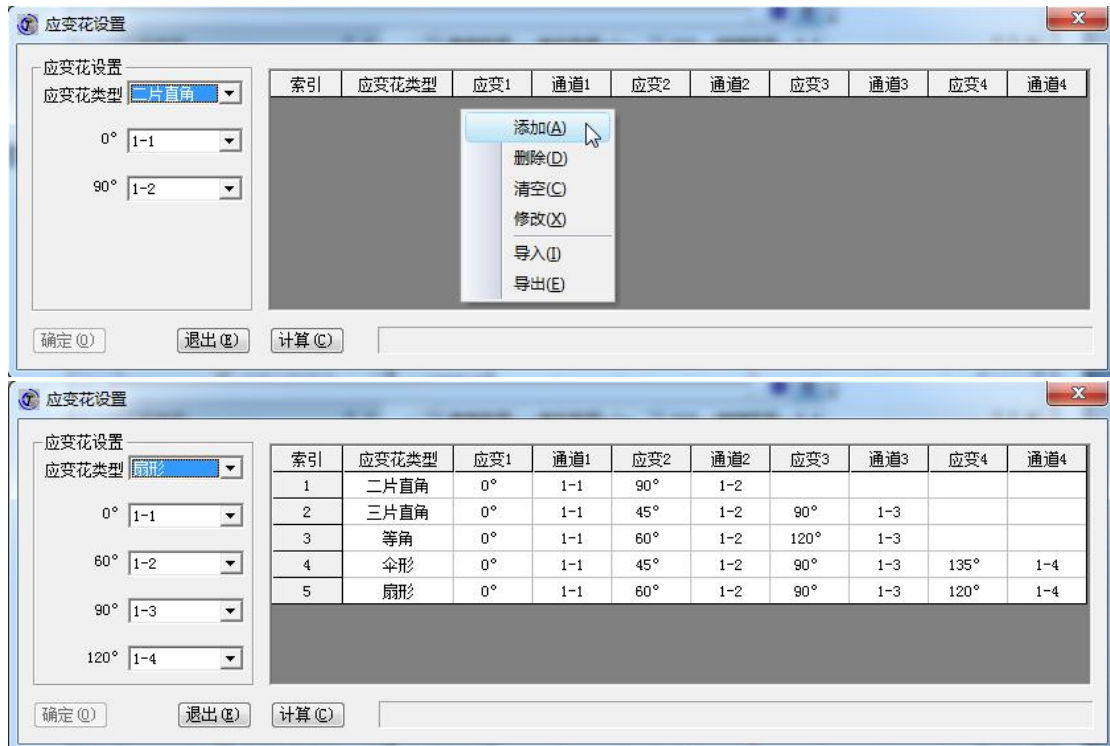 应变花设置
应变花设置
应变花类型 二片直角
0° 1-1
90° 1-2
索引 应变花类型 应变1 通道1 应变2 通道2 应变3 通道3 应变4 通道4
添加(A)
删除(D)
清空(C)
修改(X)
导入(I)
导出(E)
确定(O) 退出(E) 计算(C)
应变花设置
应变花设置
应变花类型 扇形
0° 1-1
60° 1-2
90° 1-3
120° 1-4
索引 应变花类型 应变1 通道1 应变2 通道2 应变3 通道3 应变4 通道4
1 二片直角 0° 1-1 90° 1-2
2 三片直角 0° 1-1 45° 1-2 90° 1-3
3 等角 0° 1-1 60° 1-2 120° 1-3
4 伞形 0° 1-1 45° 1-2 90° 1-3 135° 1-4
5 扇形 0° 1-1 60° 1-2 90° 1-3 120° 1-4
确定(O) 退出(E) 计算(C)